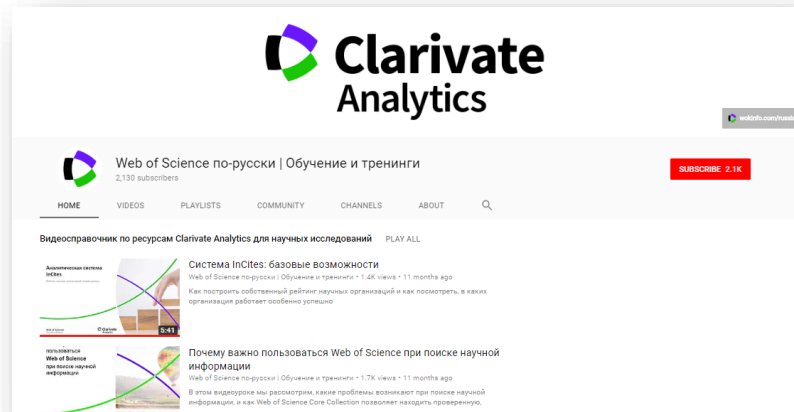 Clarivate
Analytics
wokinfo.com/russia
Web of Science по-русски | Обучение и тренинги
2,130 subscribers
SUBSCRIBE 2.1K
HOME VIDEOS PLAYLISTS COMMUNITY CHANNELS ABOUT
Видеосправочник по ресурсам Clarivate Analytics для научных исследований PLAY ALL
Аналитическая система
InCites
Clarivate
Analytics
5:41
Система InCites: базовые возможности
Web of Science по-русски | Обучение и тренинги • 1.4K views • 11 months ago
Как построить собственный рейтинг научных организаций и как посмотреть, в каких
организация работает особенно успешно
пользоваться
Web of Science
при поиске научной
информации
Почему важно пользоваться Web of Science при поиске научной
информации
Web of Science по-русски | Обучение и тренинги • 1.7K views • 11 months ago
В этом видеоуроке мы рассмотрим, какие проблемы возникают при поиске научной
информации, и как Web of Science Core Collection позволяет находить проверенную,